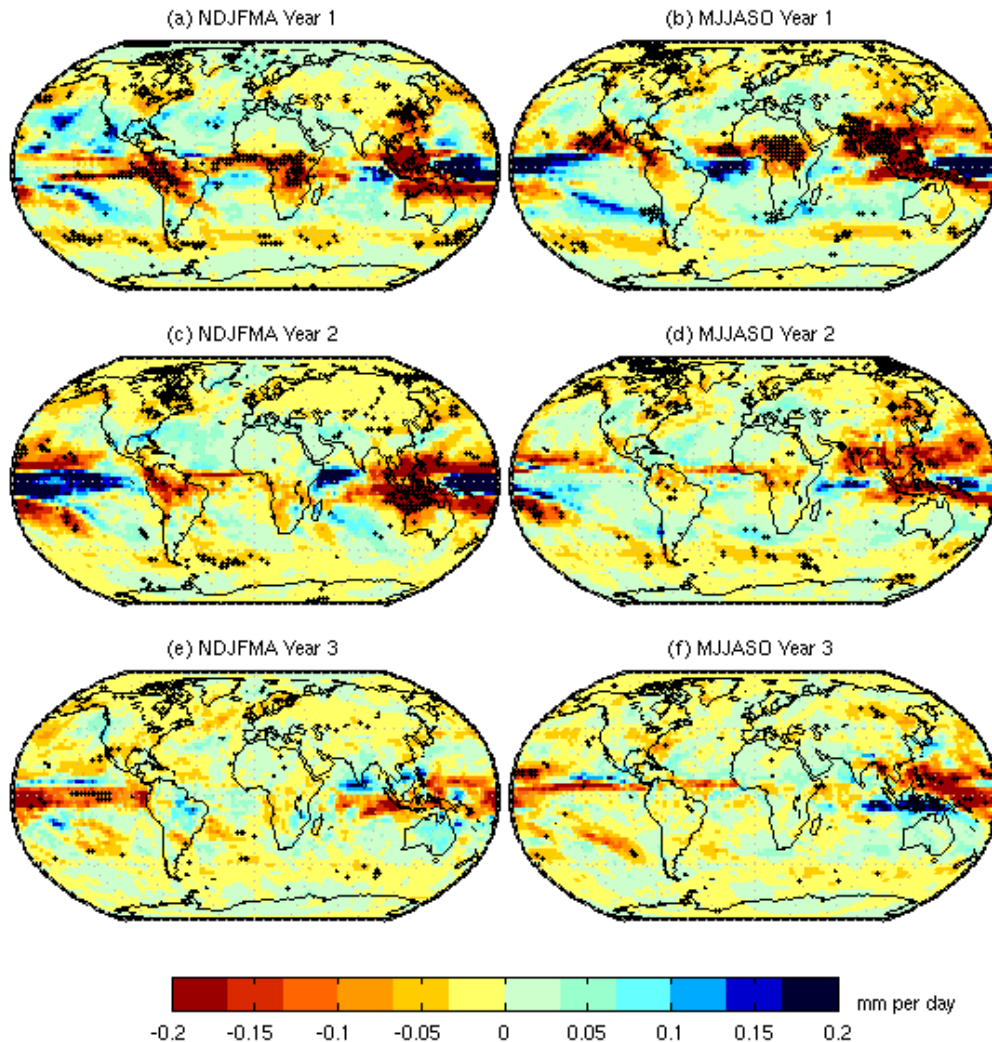 (a) NDJFMA Year 1
(b) MJJASO Year 1
(c) NDJFMA Year 2
(d) MJJASO Year 2
(e) NDJFMA Year 3
(f) MJJASO Year 3
mm per day
-0.2 -0.15 -0.1 -0.05 0 0.05 0.1 0.15 0.2